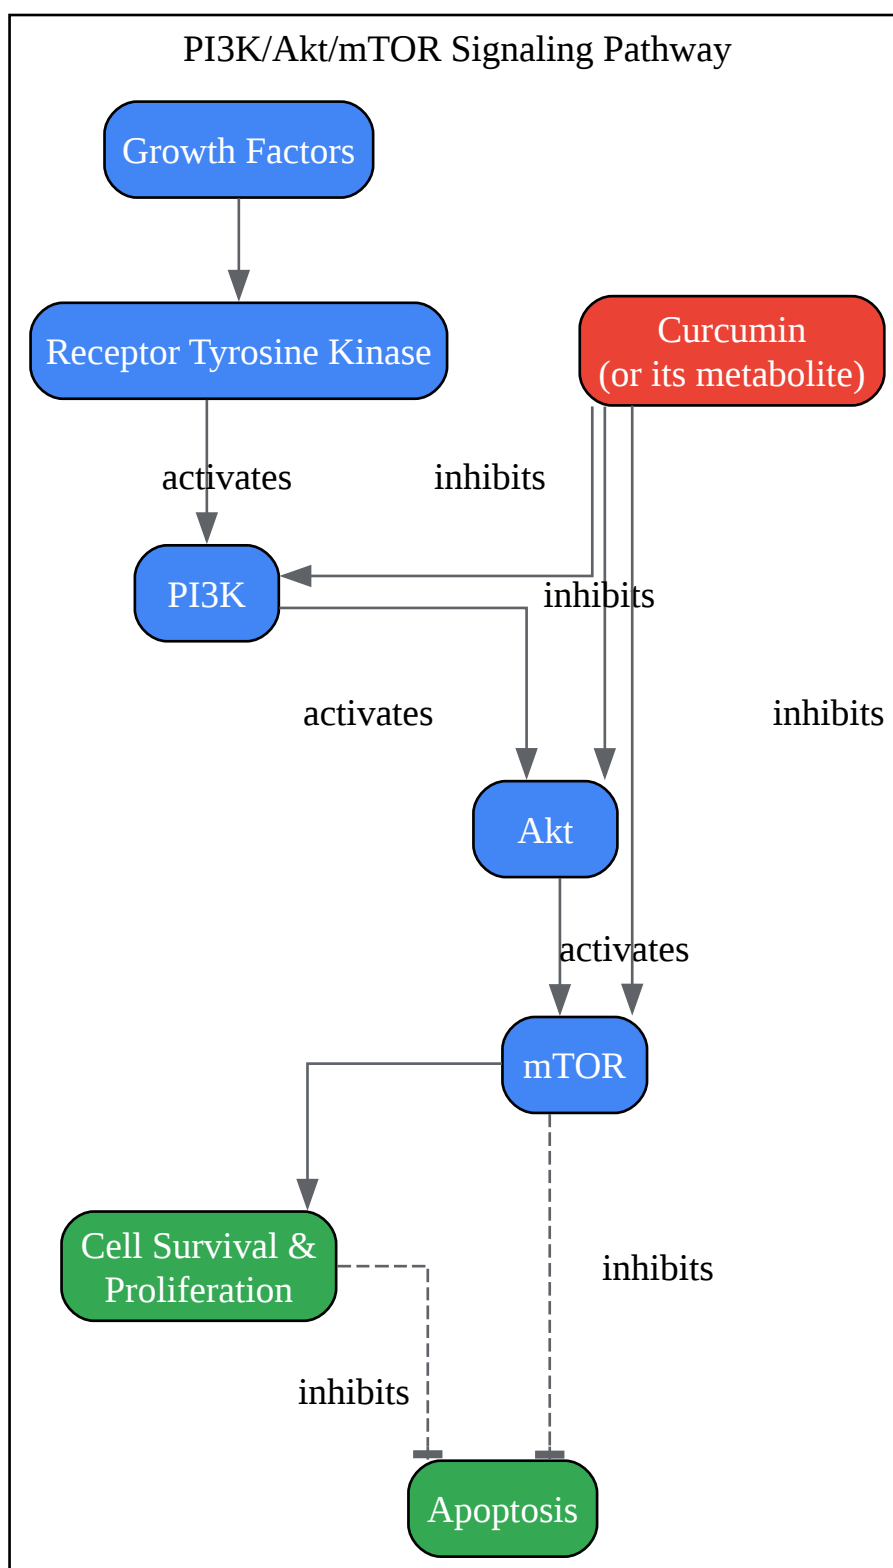 PI3K/Akt/mTOR Signaling Pathway
Growth Factors
Receptor Tyrosine Kinase
Curcumin
(or its metabolite)
activates
inhibits
PI3K
inhibits
activates
inhibits
Akt
activates
mTOR
Cell Survival &
Proliferation
inhibits
inhibits
Apoptosis